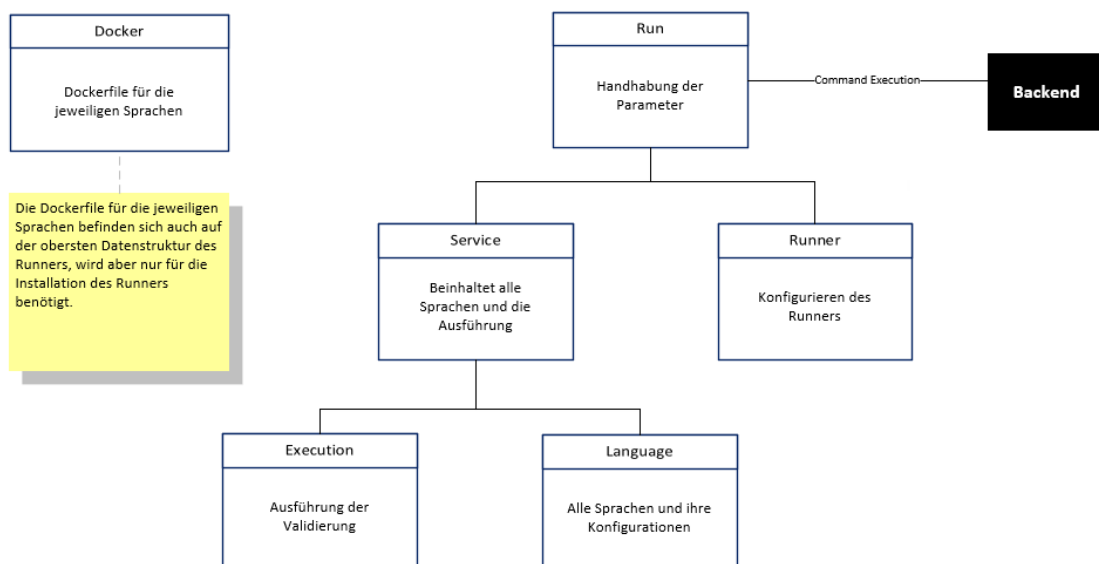 Docker
Dockerfile für die
jeweiligen Sprachen
Die Dockerfile für die jeweiligen
Sprachen befinden sich auch auf
der obersten Datenstruktur des
Runners, wird aber nur für die
Installation des Runners
benötigt.
Run
Handhabung der
Parameter
Command Execution
Backend
Service
Beinhaltet alle
Sprachen und die
Ausführung
Runner
Konfigurieren des
Runners
Execution
Ausführung der
Validierung
Language
Alle Sprachen und ihre
Konfigurationen